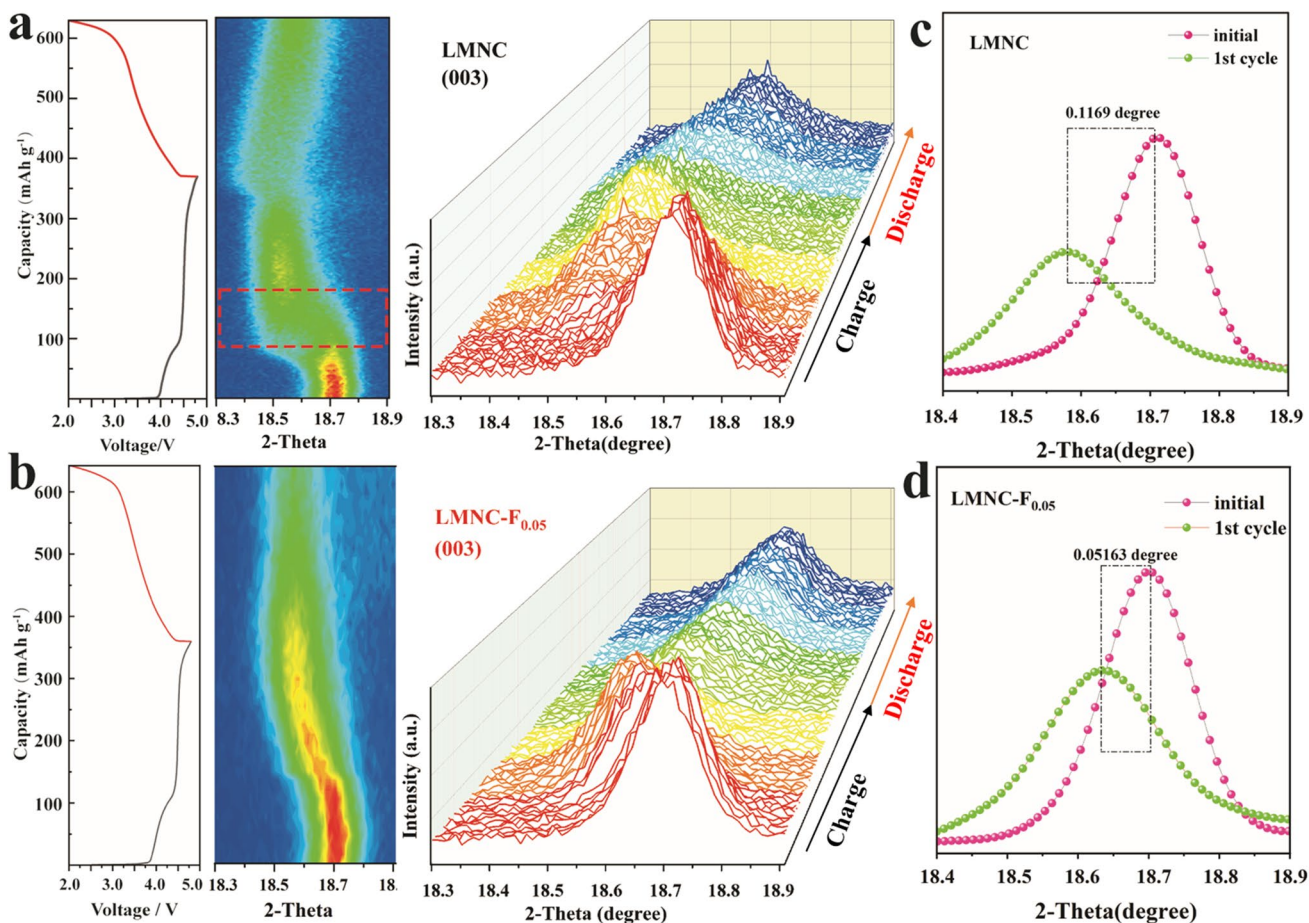 a
600
500
400
300
200
100
Capacity (mAh g⁻¹)
2.0 3.0 4.0 5.0
Voltage/V
8.3 18.5 18.7 18.9
2-Theta
LMNC
(003)
Intensity (a.u.)
18.3 18.4 18.5 18.6 18.7 18.8 18.9
2-Theta(degree)
Charge
Discharge
c
LMNC
initial
1st cycle
0.1169 degree
18.4 18.5 18.6 18.7 18.8 18.9
2-Theta(degree)
b
600
500
400
300
200
100
Capacity (mAh g⁻¹)
2.0 3.0 4.0 5.0
Voltage / V
18.3 18.5 18.7 18.
2-Theta
LMNC-F₀.₀₅
(003)
Intensity (a.u.)
18.3 18.4 18.5 18.6 18.7 18.8 18.9
2-Theta (degree)
Charge
Discharge
d
LMNC-F₀.₀₅
initial
1st cycle
0.05163 degree
18.4 18.5 18.6 18.7 18.8 18.9
2-Theta(degree)